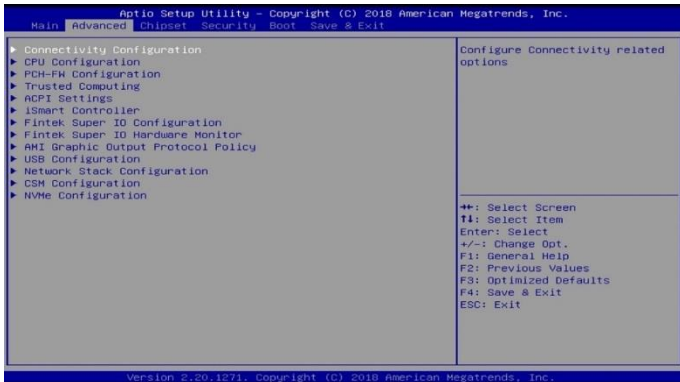 Aptio Setup Utility – Copyright (C) 2018 American Megatrends, Inc.
Main Advanced Chipset Security Boot Save & Exit
▶ Connectivity Configuration
▶ CPU Configuration
▶ PCH-FW Configuration
▶ Trusted Computing
▶ ACPI Settings
▶ iSmart Controller
▶ Fintek Super IO Configuration
▶ Fintek Super IO Hardware Monitor
▶ AMI Graphic Output Protocol Policy
▶ USB Configuration
▶ Network Stack Configuration
▶ CSM Configuration
▶ NVMe Configuration
Configure Connectivity related
options
→←: Select Screen
↑↓: Select Item
Enter: Select
+/-: Change Opt.
F1: General Help
F2: Previous Values
F3: Optimized Defaults
F4: Save & Exit
ESC: Exit
Version 2.20.1271. Copyright (C) 2018 American Megatrends, Inc.